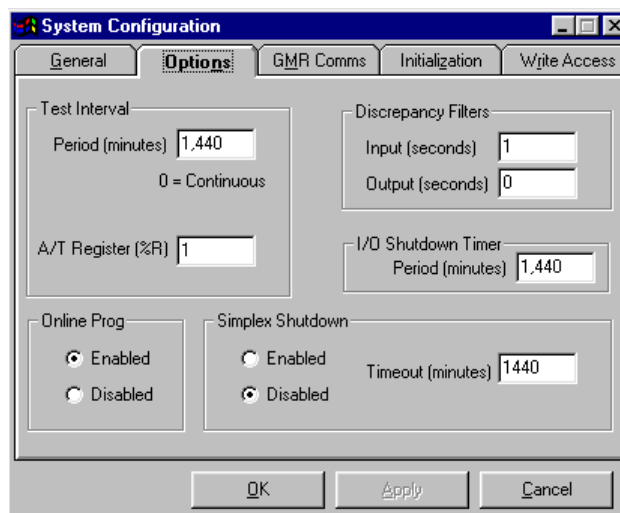 System Configuration
General
Options
GMR Comms
Initialization
Write Access
Test Interval
Period (minutes) 1,440
0 = Continuous
A/T Register (%R) 1
Discrepancy Filters
Input (seconds) 1
Output (seconds) 0
I/O Shutdown Timer
Period (minutes) 1,440
Online Prog
Enabled
Disabled
Simplex Shutdown
Enabled
Disabled
Timeout (minutes) 1440
OK
Apply
Cancel